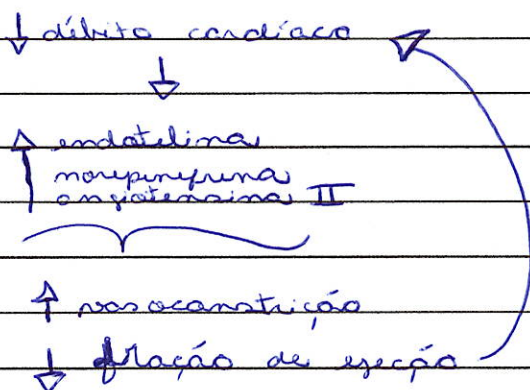 ↓ débito cardíaco
↓
↑ endotelina
norepinefrina
angiotensina II
↑ vasoconstrição
↓ fração de ejeção